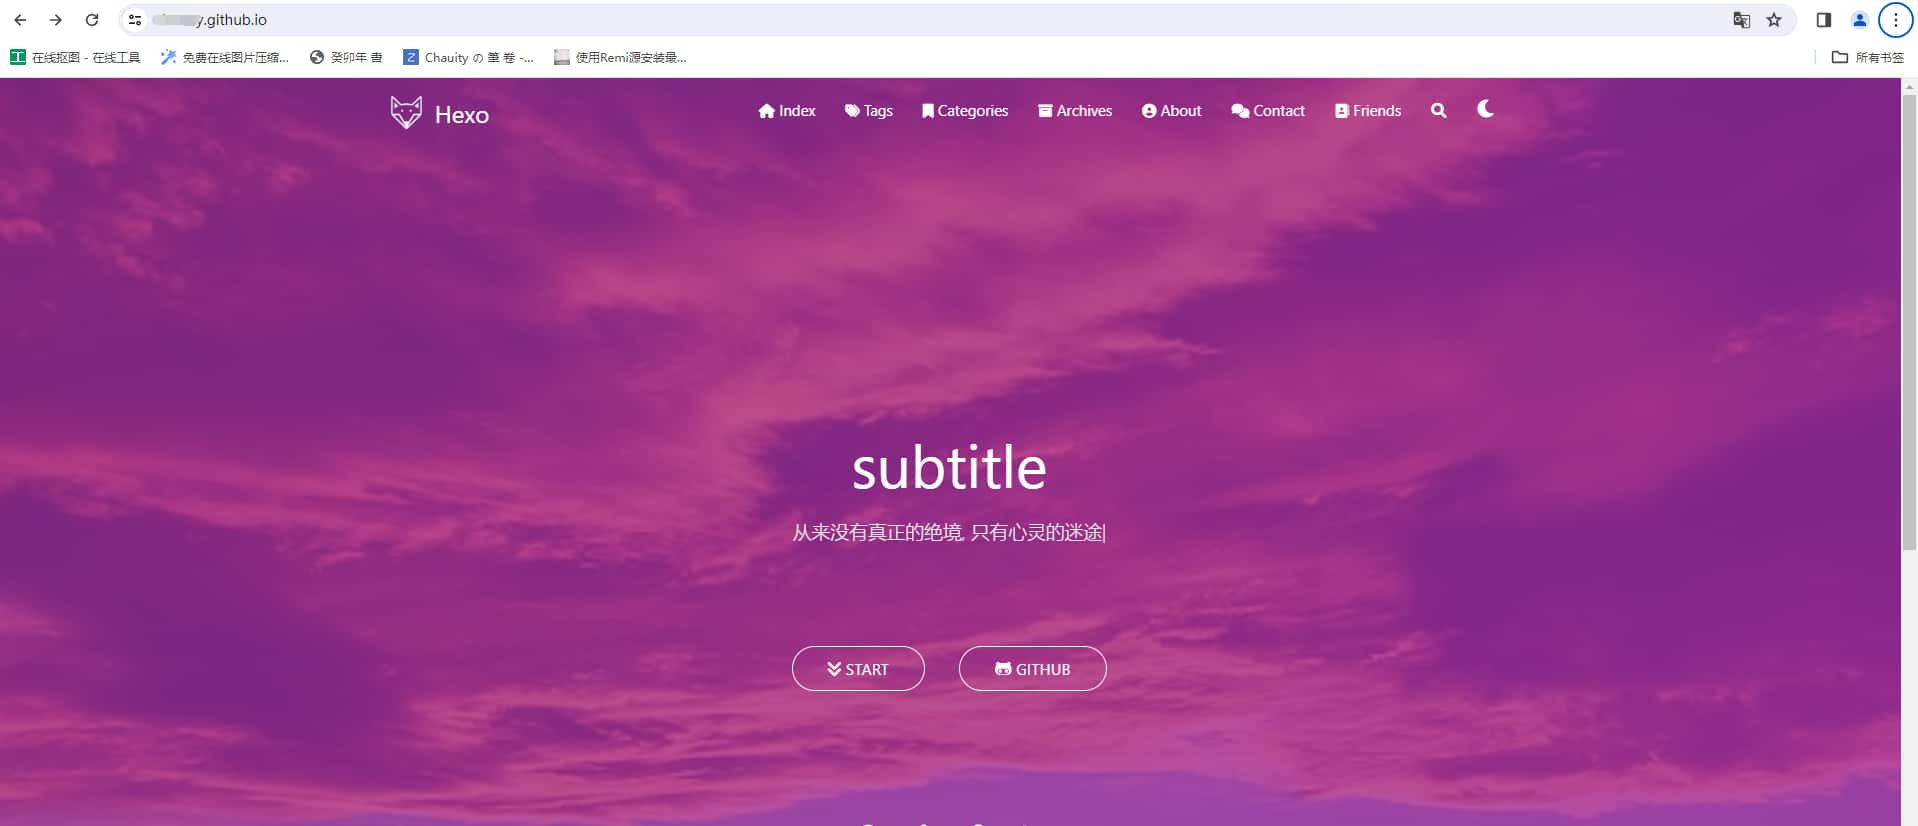 y.github.io
在线抠图 - 在线工具 免费在线图片压缩... 癸卯年 書 Chauity の 筆 卷 -... 使用Remi源安装最... 所有书签
Hexo Index Tags Categories Archives About Contact Friends
subtitle
从来没有真正的绝境, 只有心灵的迷途|
START GITHUB